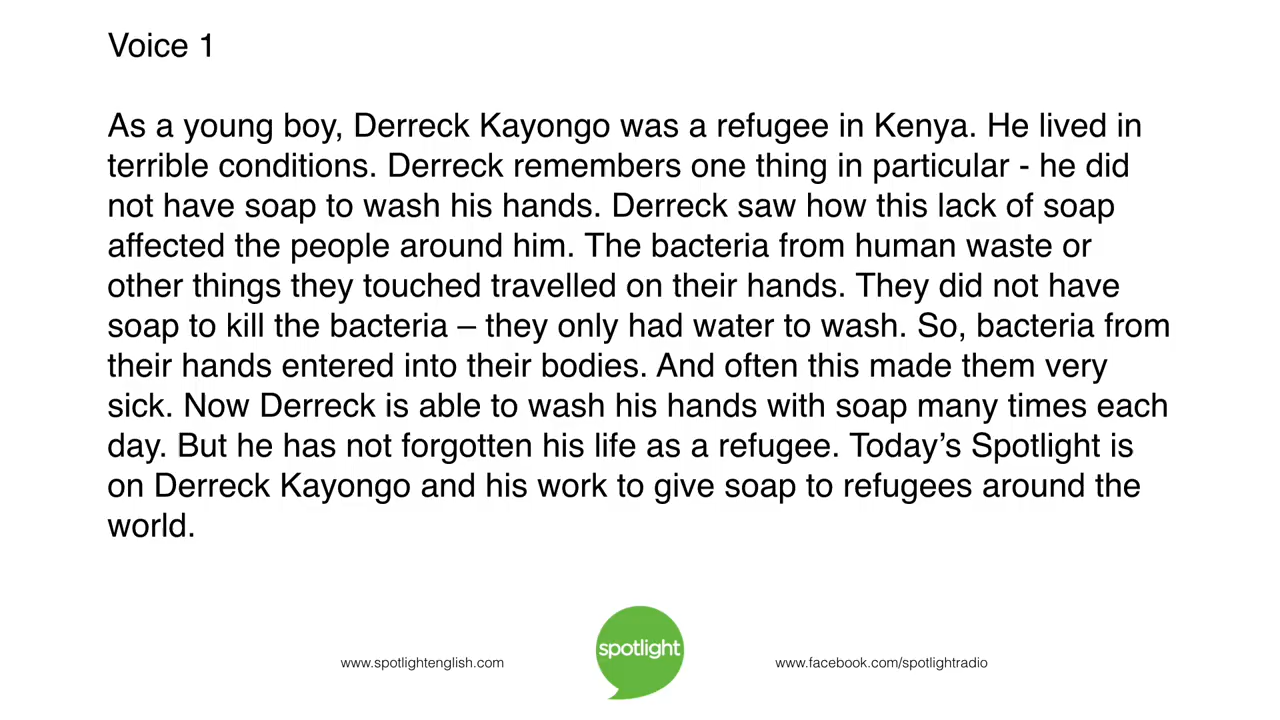 Voice 1
As a young boy, Derreck Kayongo was a refugee in Kenya. He lived in
terrible conditions. Derreck remembers one thing in particular - he did
not have soap to wash his hands. Derreck saw how this lack of soap
affected the people around him. The bacteria from human waste or
other things they touched travelled on their hands. They did not have
soap to kill the bacteria – they only had water to wash. So, bacteria from
their hands entered into their bodies. And often this made them very
sick. Now Derreck is able to wash his hands with soap many times each
day. But he has not forgotten his life as a refugee. Today’s Spotlight is
on Derreck Kayongo and his work to give soap to refugees around the
world.
www.spotlightenglish.com
spotlight
www.facebook.com/spotlightradio